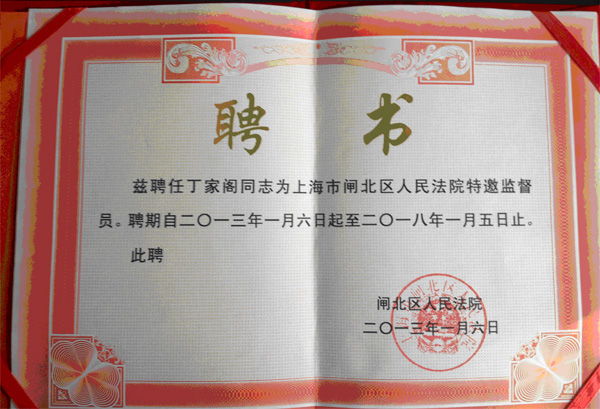 聘 书
兹聘任丁家阁同志为上海市闸北区人民法院特邀监督
员。聘期自二〇一三年一月六日起至二〇一八年一月五日止。
此聘
闸北区人民法院
二〇一三年一月六日